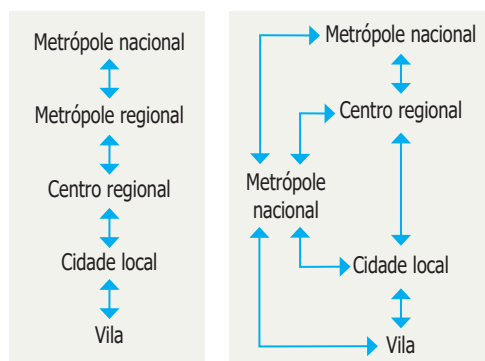 Metrópole nacional
Metrópole regional
Centro regional
Cidade local
Vila
Metrópole nacional
Centro regional
Metrópole
nacional
Cidade local
Vila